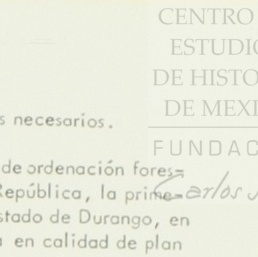 CENTRO
ESTUDIO
DE HISTO
DE MEXI
FUNDAC
s necesarios.
de ordenación fores-
República, la prime-
Carlos
stado de Durango, en
a en calidad de plan